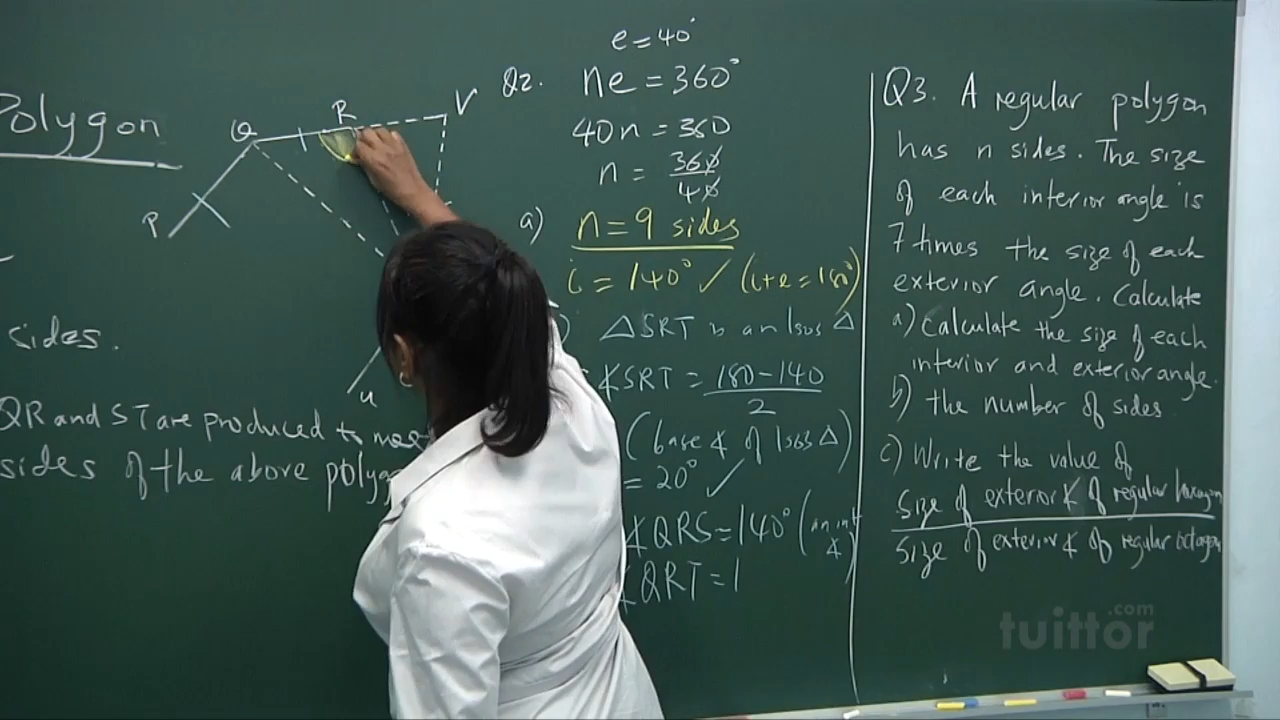 Polygon
Q
R
V
P
U
sides.
QR and ST are produced to
sides of the above
Q2.
e = 40°
ne = 360°
40n = 360
n = 360/40
a) n = 9 sides
i = 140° ✓ (i+e = 180°)
) △SRT is an Isos △
∡SRT = 180-140
2
(base ∡ of Isos △)
= 20° ✓
∡QRS = 140° (an int
∡)
∡QRT = 1
Q3. A regular polygon
has n sides. The size
of each interior angle is
7 times the size of each
exterior angle. Calculate
a) Calculate the size of each
interior and exterior angle.
b) the number of sides
c) Write the value of
Size of exterior ∡ of regular hexagon
Size of exterior ∡ of regular octagon
tuittor.com